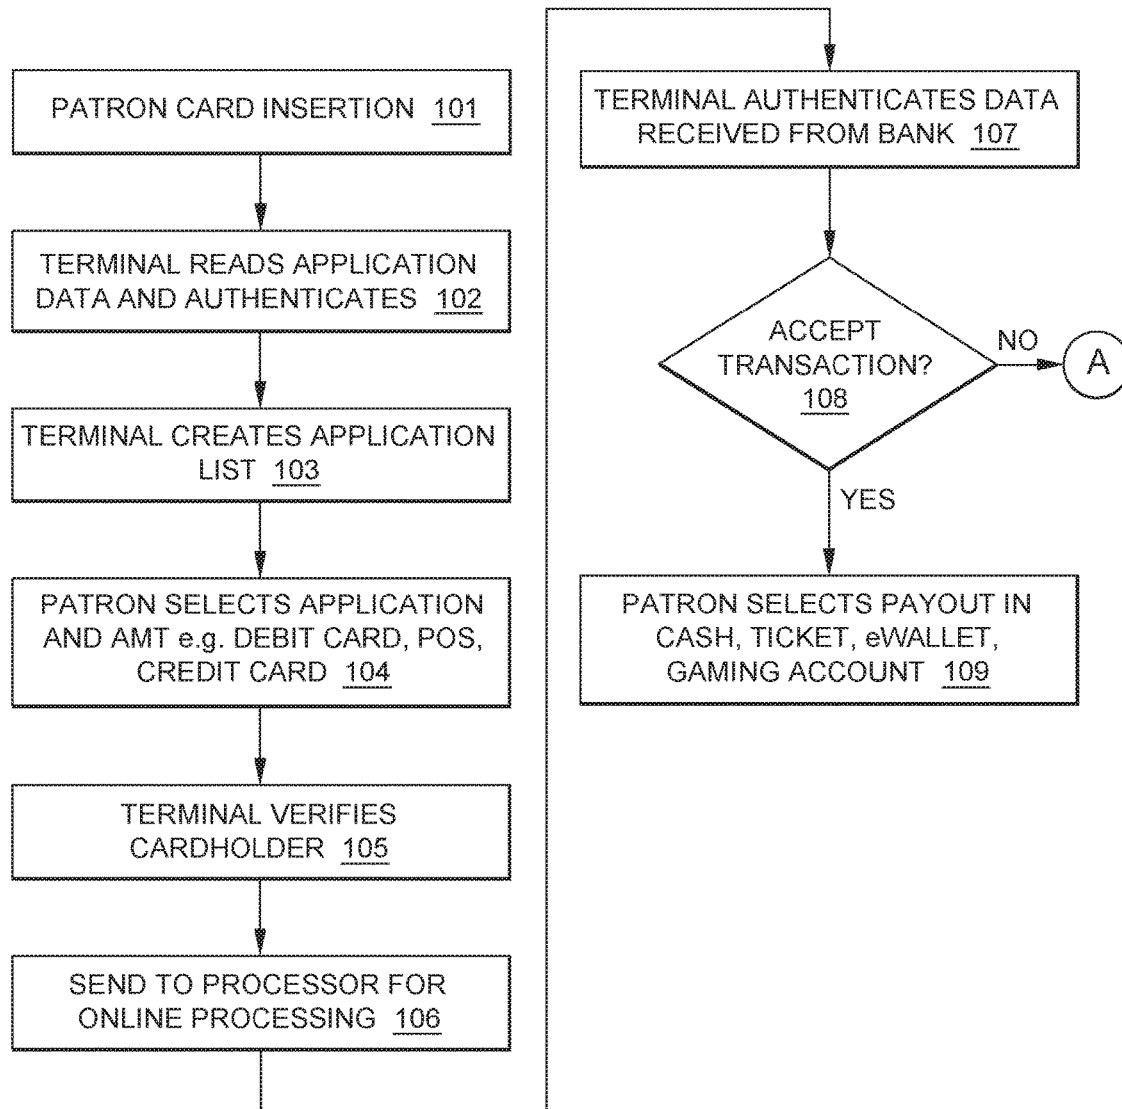 PATRON CARD INSERTION 101
TERMINAL READS APPLICATION
DATA AND AUTHENTICATES 102
TERMINAL CREATES APPLICATION
LIST 103
PATRON SELECTS APPLICATION
AND AMT e.g. DEBIT CARD, POS,
CREDIT CARD 104
TERMINAL VERIFIES
CARDHOLDER 105
SEND TO PROCESSOR FOR
ONLINE PROCESSING 106
TERMINAL AUTHENTICATES DATA
RECEIVED FROM BANK 107
ACCEPT
TRANSACTION?
108
NO
A
YES
PATRON SELECTS PAYOUT IN
CASH, TICKET, eWALLET,
GAMING ACCOUNT 109